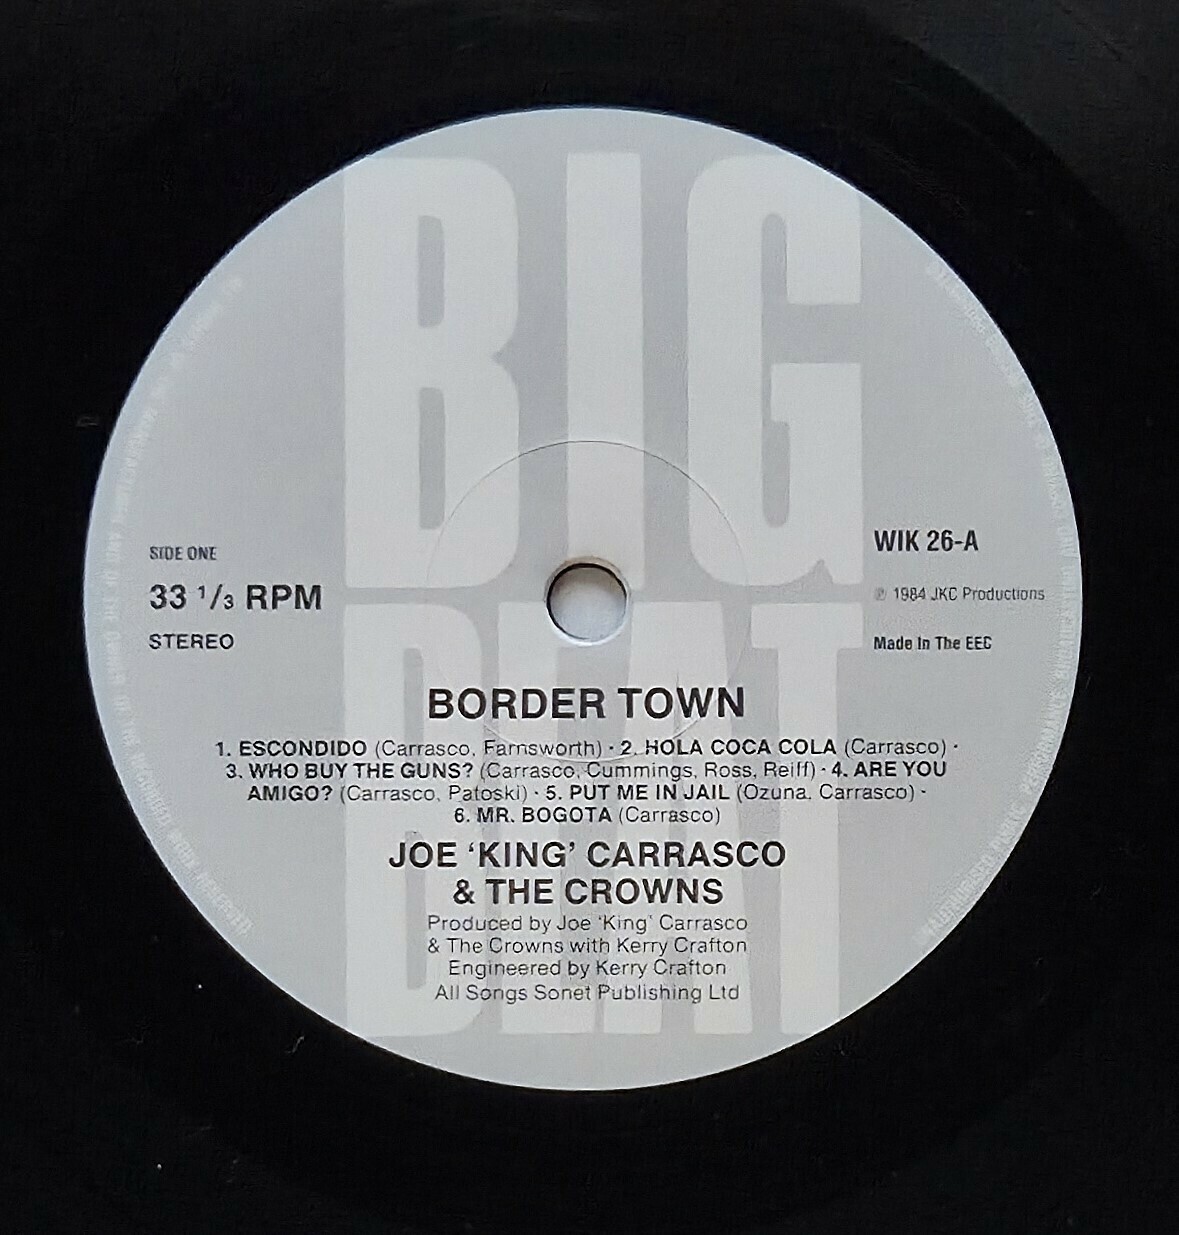 BIG
BEAT
SIDE ONE
33 1/3 RPM
STEREO
WIK 26-A
℗ 1984 JKC Productions
Made In The EEC
BORDER TOWN
1. ESCONDIDO (Carrasco, Farnsworth) · 2. HOLA COCA COLA (Carrasco) ·
3. WHO BUY THE GUNS? (Carrasco, Cummings, Ross, Reiff) · 4. ARE YOU
AMIGO? (Carrasco, Patoski) · 5. PUT ME IN JAIL (Ozuna, Carrasco) ·
6. MR. BOGOTA (Carrasco)
JOE ‘KING’ CARRASCO
& THE CROWNS
Produced by Joe ‘King’ Carrasco
& The Crowns with Kerry Crafton
Engineered by Kerry Crafton
All Songs Sonet Publishing Ltd